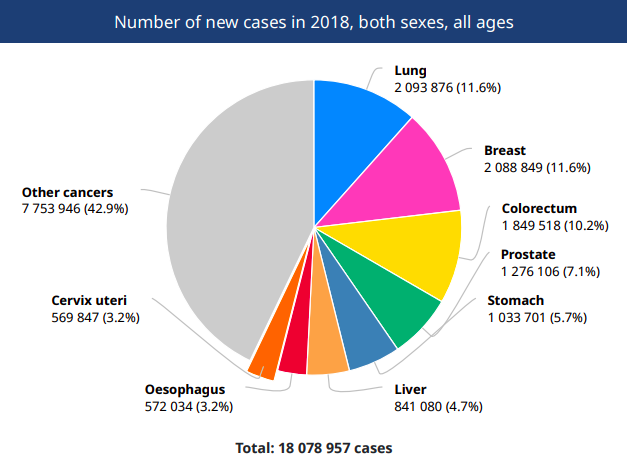 Number of new cases in 2018, both sexes, all ages
Lung
2 093 876 (11.6%)
Breast
2 088 849 (11.6%)
Colorectum
1 849 518 (10.2%)
Prostate
1 276 106 (7.1%)
Stomach
1 033 701 (5.7%)
Liver
841 080 (4.7%)
Oesophagus
572 034 (3.2%)
Cervix uteri
569 847 (3.2%)
Other cancers
7 753 946 (42.9%)
Total: 18 078 957 cases